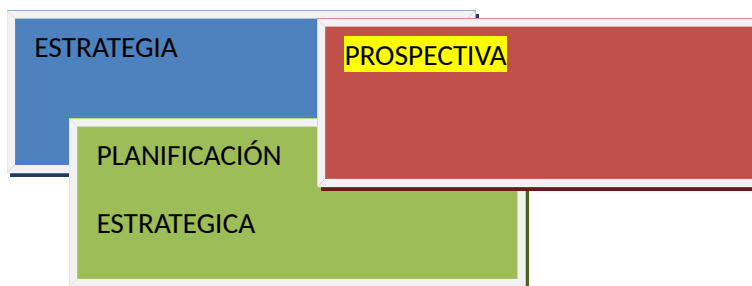 ESTRATEGIA
PROSPECTIVA
PLANIFICACIÓN
ESTRATEGICA